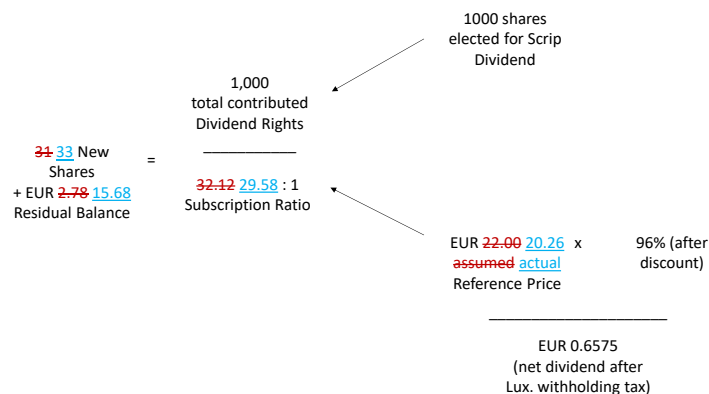 1000 shares
elected for Scrip
Dividend
1,000
total contributed
Dividend Rights
31 33 New
Shares
+ EUR 2.78 15.68
Residual Balance
=
32.12 29.58 : 1
Subscription Ratio
EUR 22.00 20.26 x
assumed actual
Reference Price
96% (after
discount)
EUR 0.6575
(net dividend after
Lux. withholding tax)